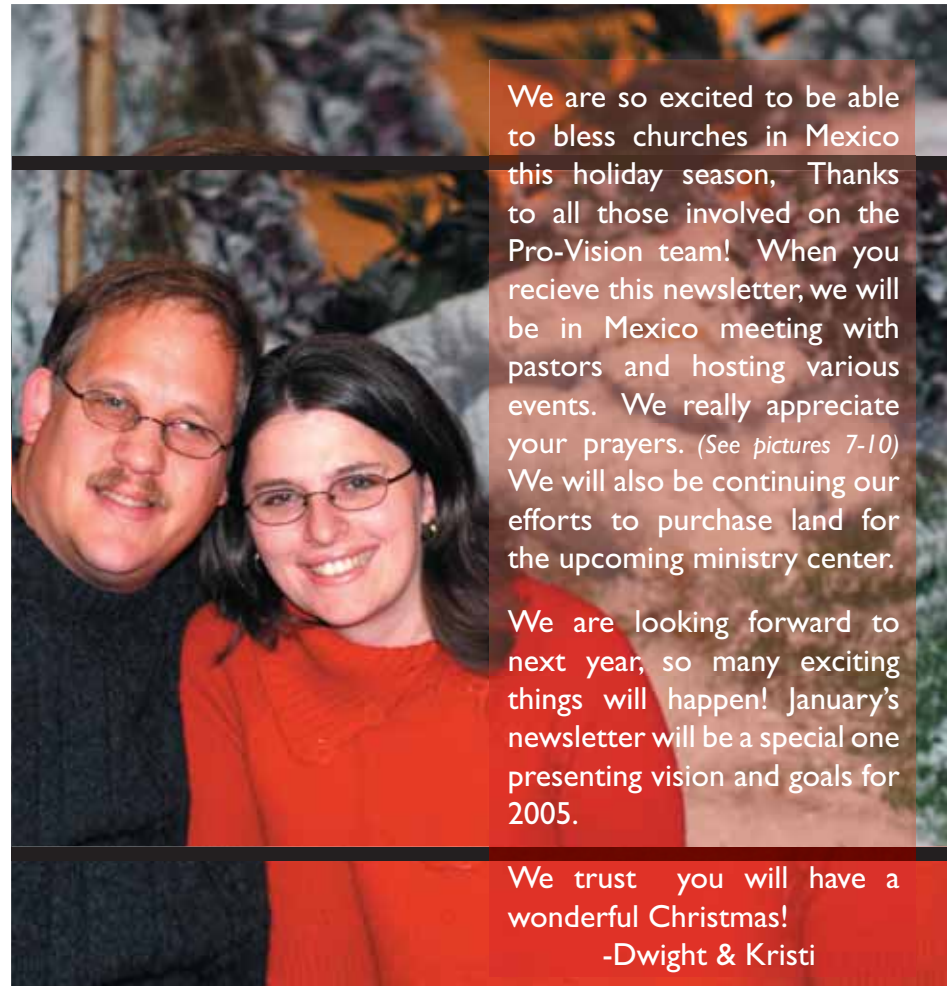 We are so excited to be able
to bless churches in Mexico
this holiday season, Thanks
to all those involved on the
Pro-Vision team! When you
recieve this newsletter, we will
be in Mexico meeting with
pastors and hosting various
events. We really appreciate
your prayers. (See pictures 7-10)
We will also be continuing our
efforts to purchase land for
the upcoming ministry center.
We are looking forward to
next year, so many exciting
things will happen! January's
newsletter will be a special one
presenting vision and goals for
2005.
We trust you will have a
wonderful Christmas!
-Dwight & Kristi